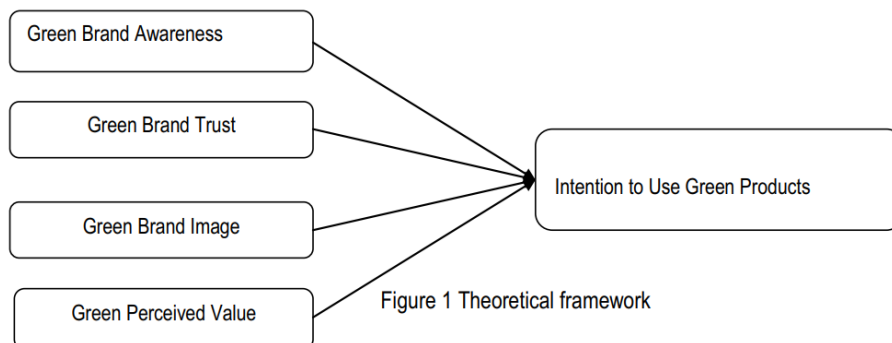 Green Brand Awareness
Green Brand Trust
Intention to Use Green Products
Green Brand Image
Green Perceived Value
Figure 1 Theoretical framework